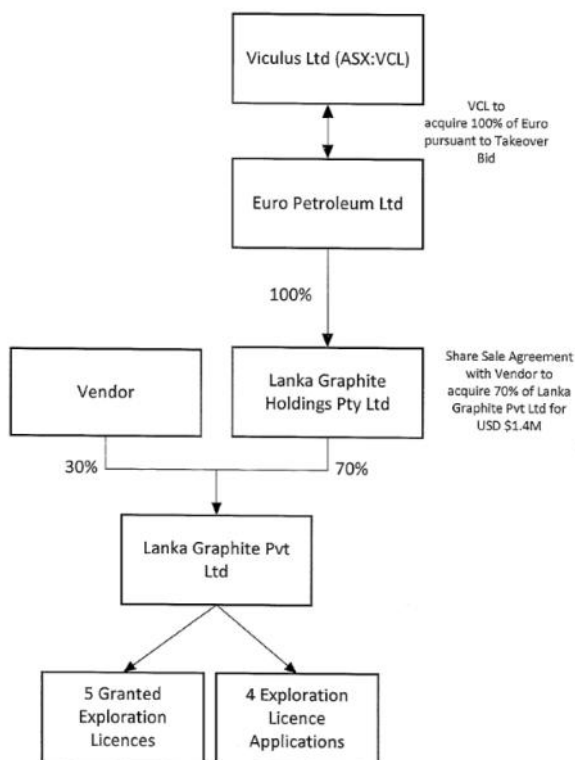 Viculus Ltd (ASX:VCL)
VCL to
acquire 100% of Euro
pursuant to Takeover
Bid
Euro Petroleum Ltd
100%
Vendor
Lanka Graphite
Holdings Pty Ltd
Share Sale Agreement
with Vendor to
acquire 70% of Lanka
Graphite Pvt Ltd for
USD $1.4M
30%
70%
Lanka Graphite Pvt
Ltd
5 Granted
Exploration
Licences
4 Exploration
Licence
Applications